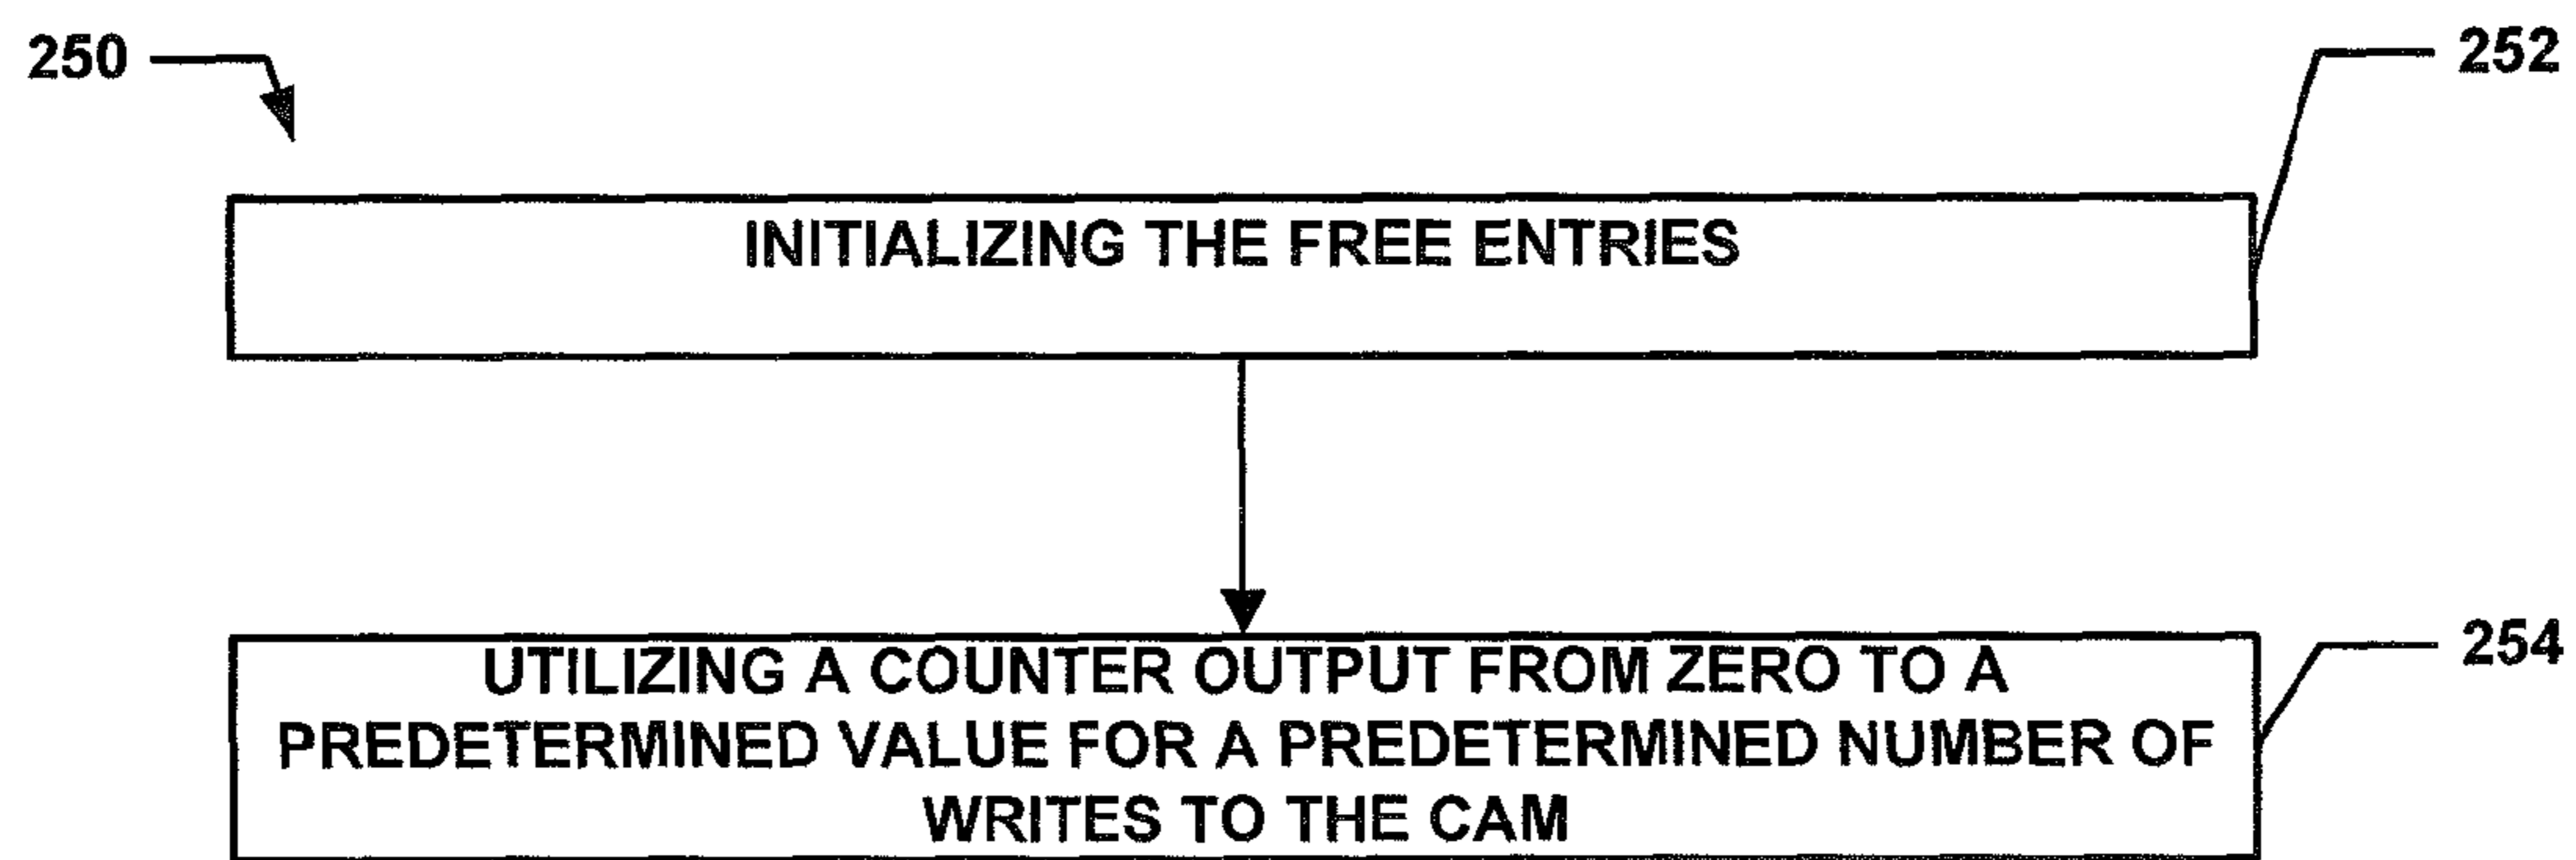 250
252
INITIALIZING THE FREE ENTRIES
254
UTILIZING A COUNTER OUTPUT FROM ZERO TO A
PREDETERMINED VALUE FOR A PREDETERMINED NUMBER OF
WRITES TO THE CAM